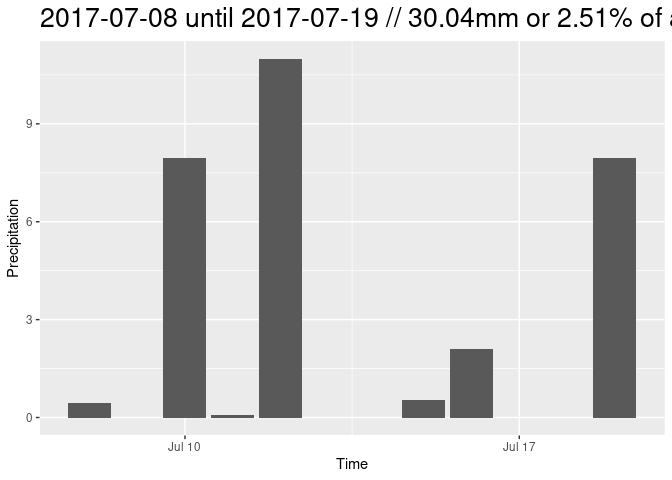 2017-07-08 until 2017-07-19 // 30.04mm or 2.51% of
9
6
3
0
Precipitation
Jul 10
Jul 17
Time